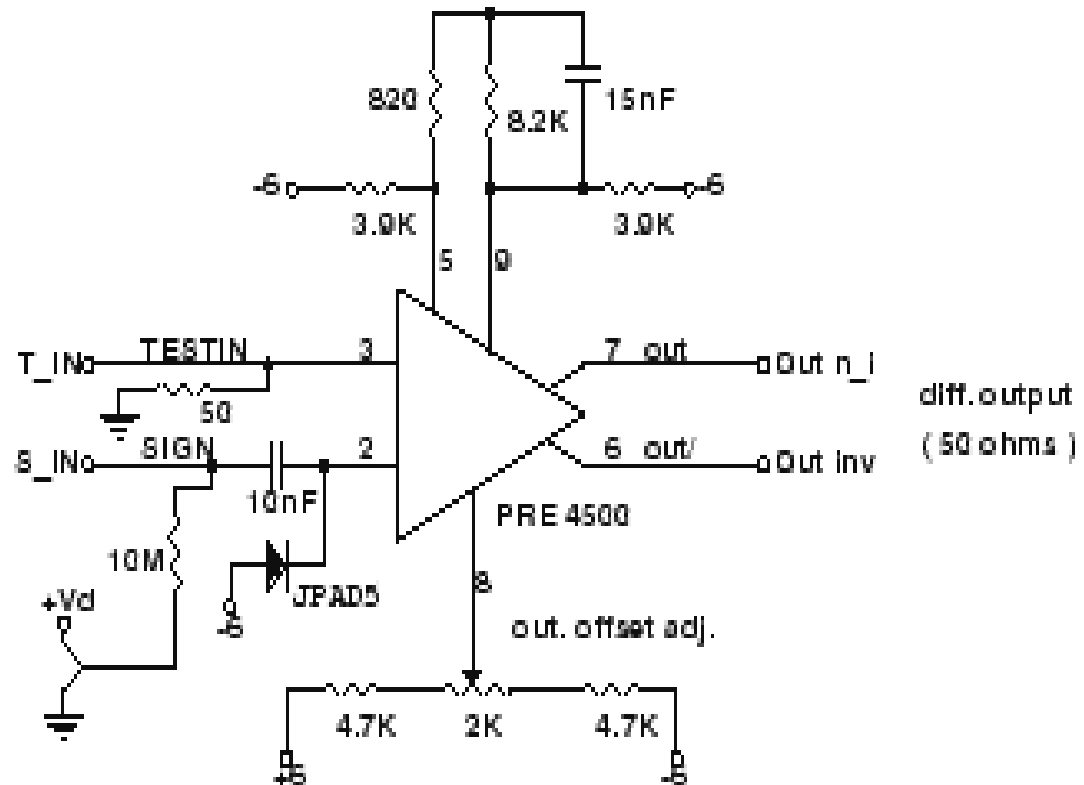 820
8.2K
15nF
-6
3.9K
3.9K
-6
5
9
T_IN
TESTIN
3
50
S_IN
SIGN
2
10nF
10M
+Vd
-6
JPAD5
7 out
Out n_i
6 out/
Out inv
diff. output
( 50 ohms )
PRE 4500
8
out. offset adj.
4.7K
2K
4.7K
+6
-6